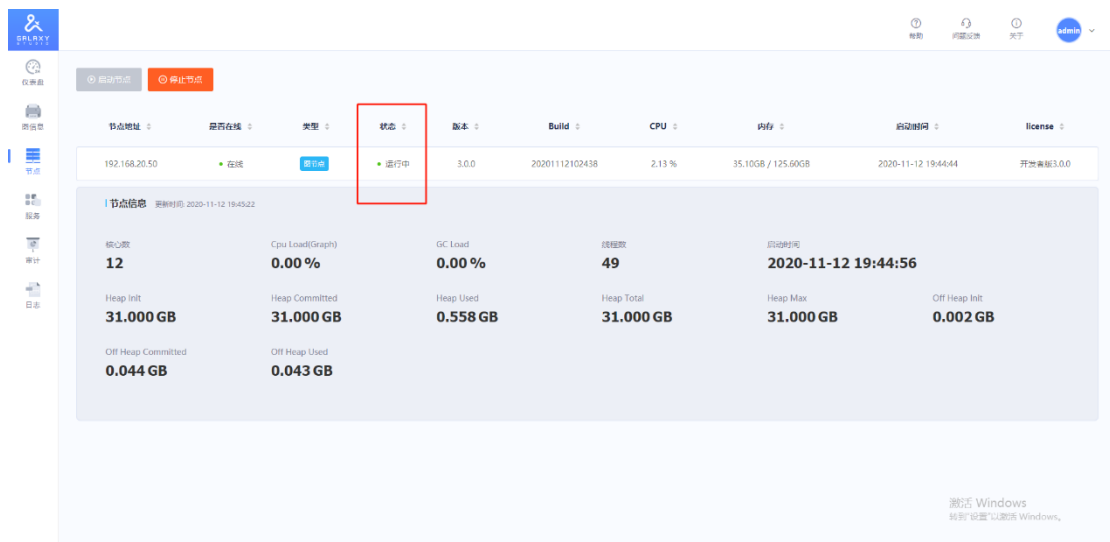 GALAXY
STUDIO
帮助 问题反馈 关于 admin
仪表盘
图信息
节点
服务
审计
日志
启动节点 停止节点
节点地址 是否在线 类型 状态 版本 Build CPU 内存 启动时间 license
192.168.20.50 在线 图节点 运行中 3.0.0 20201112102438 2.13 % 35.10GB / 125.60GB 2020-11-12 19:44:44 开发者版3.0.0
节点信息 更新时间: 2020-11-12 19:45:22
核心数 Cpu Load(Graph) GC Load 线程数 启动时间
12 0.00 % 0.00 % 49 2020-11-12 19:44:56
Heap Init Heap Committed Heap Used Heap Total Heap Max Off Heap Init
31.000 GB 31.000 GB 0.558 GB 31.000 GB 31.000 GB 0.002 GB
Off Heap Committed Off Heap Used
0.044 GB 0.043 GB
激活 Windows
转到"设置"以激活 Windows。